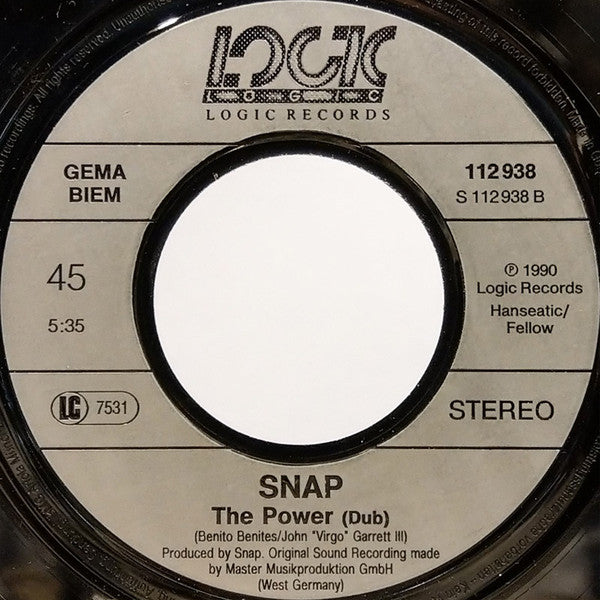 LOGIC
LOGIC
LOGIC RECORDS
GEMA
BIEM
112 938
S 112 938 B
45
5:35
℗ 1990
Logic Records
Hanseatic/
Fellow
LC 7531
STEREO
SNAP
The Power (Dub)
(Benito Benites/John "Virgo" Garrett III)
Produced by Snap. Original Sound Recording made
by Master Musikproduktion GmbH
(West Germany)